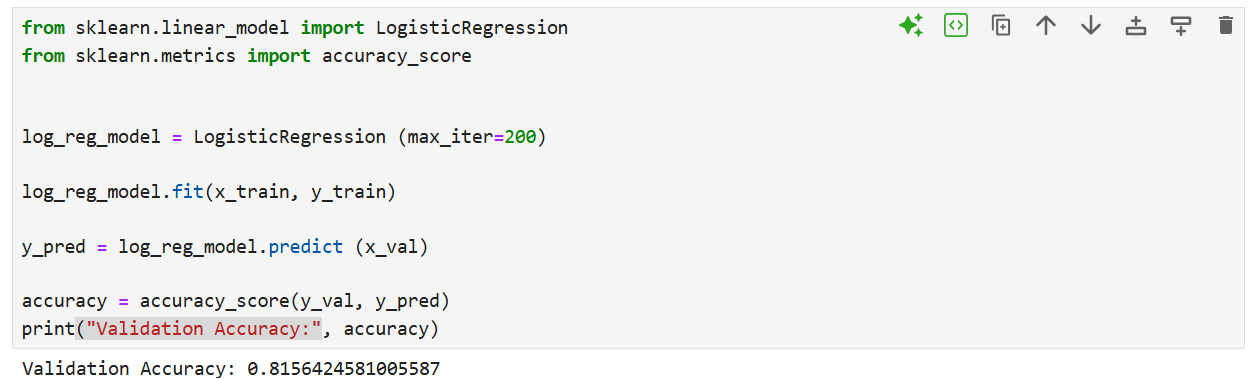 from sklearn.linear_model import LogisticRegression
from sklearn.metrics import accuracy_score
log_reg_model = LogisticRegression (max_iter=200)
log_reg_model.fit(x_train, y_train)
y_pred = log_reg_model.predict (x_val)
accuracy = accuracy_score(y_val, y_pred)
print("Validation Accuracy:", accuracy)
Validation Accuracy: 0.8156424581005587